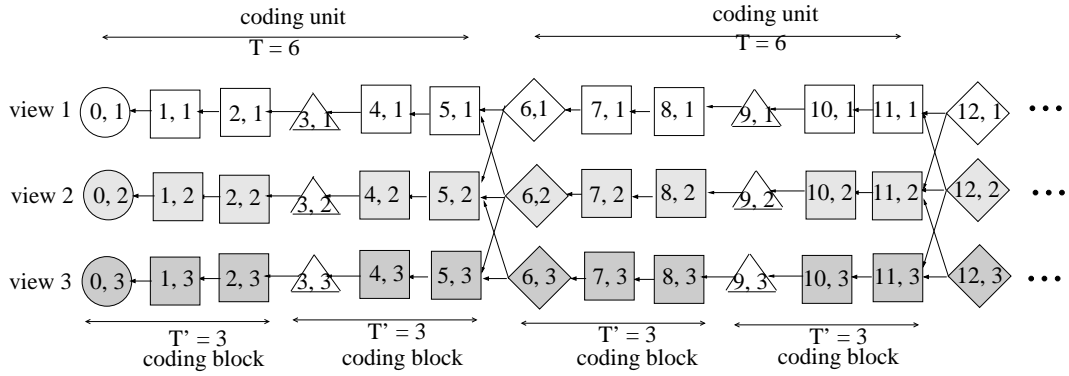 coding unit
T = 6
coding unit
T = 6
view 1
0, 1
1, 1
2, 1
3, 1
4, 1
5, 1
6,1
7, 1
8, 1
9, 1
10, 1
11, 1
12, 1
...
view 2
0, 2
1, 2
2, 2
3, 2
4, 2
5, 2
6,2
7, 2
8, 2
9, 2
10, 2
11, 2
12, 2
...
view 3
0, 3
1, 3
2, 3
3, 3
4, 3
5, 3
6, 3
7, 3
8, 3
9, 3
10, 3
11, 3
12, 3
...
T' = 3
coding block
T' = 3
coding block
T' = 3
coding block
T' = 3
coding block